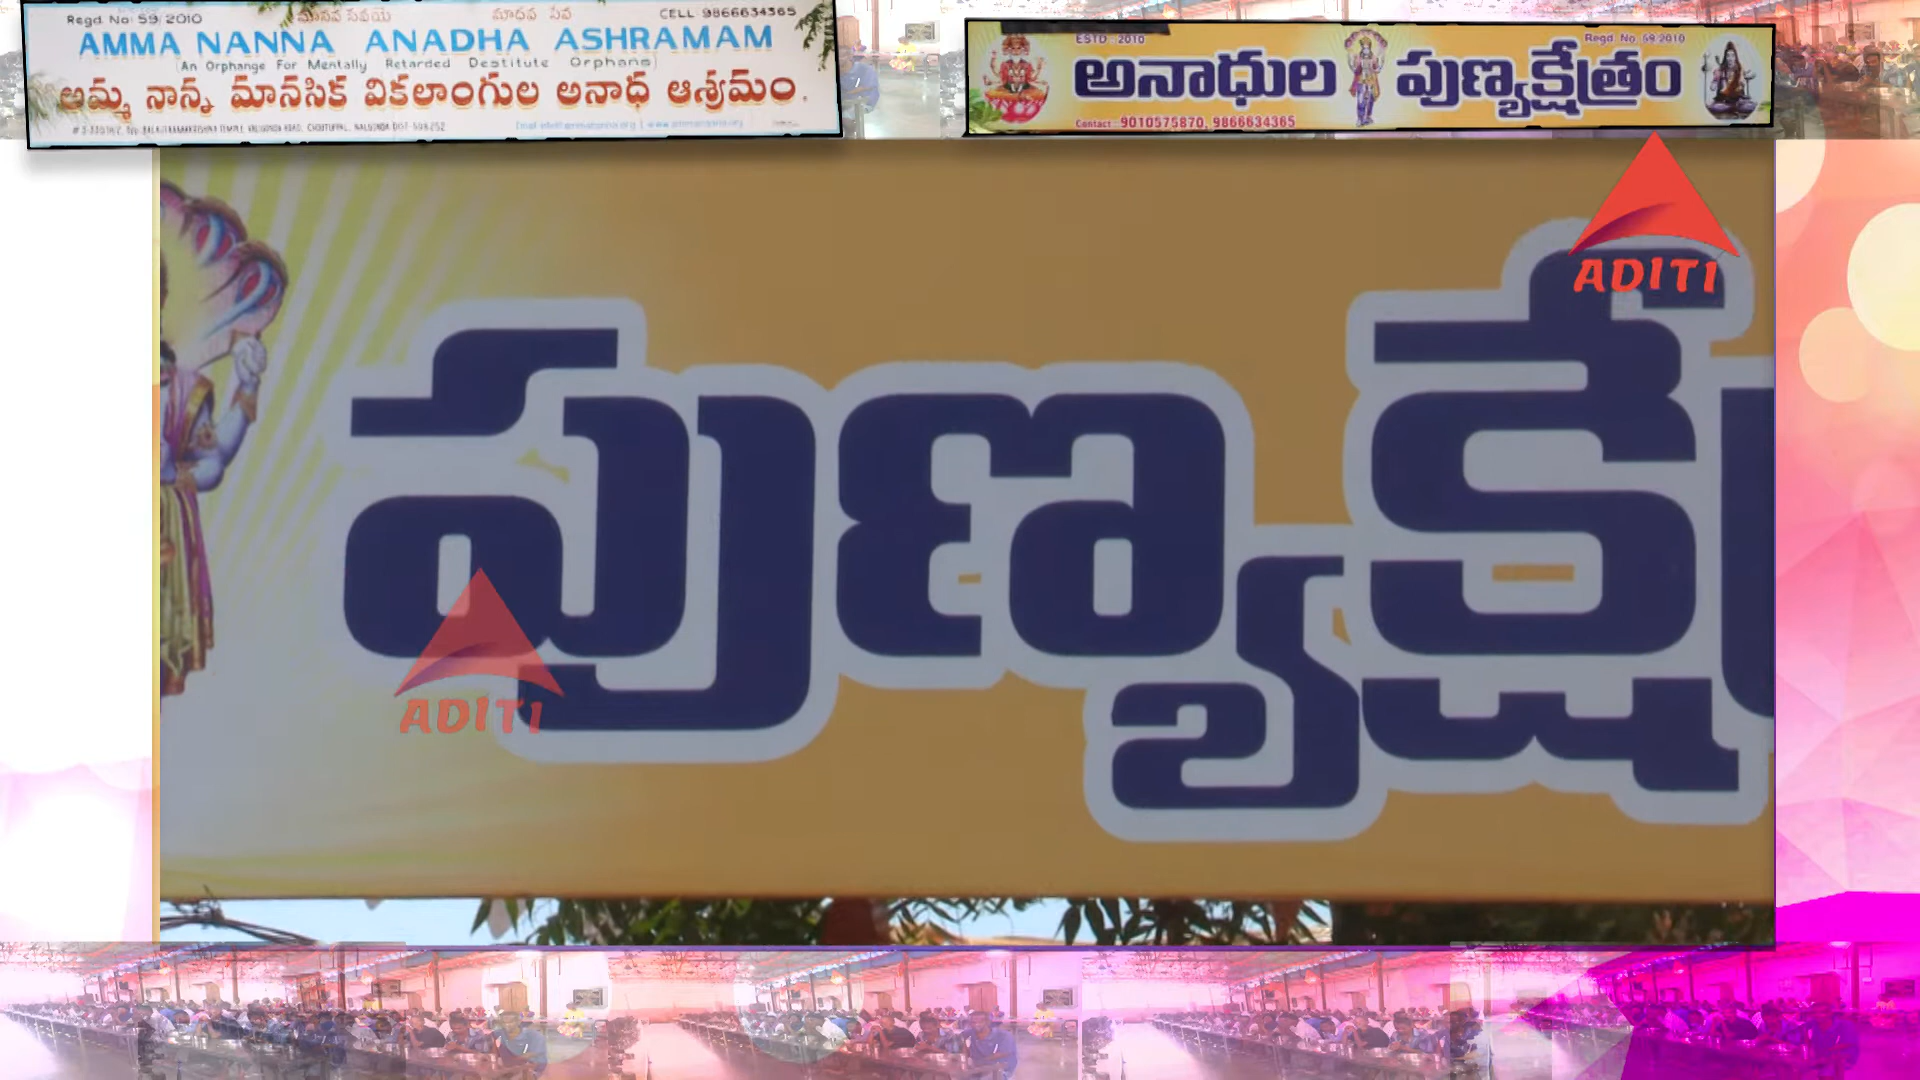 Regd. No: 59/2010 మానవ సేవయే మాధవ సేవ CELL: 9866634365
AMMA NANNA ANADHA ASHRAMAM
(An Orphange For Mentally Retarded Destitute Orphans)
అమ్మ నాన్న మానసిక వికలాంగుల అనాధ ఆశ్రమం.
ESTD : 2010 Regd. No. 59/2010
అనాధుల పుణ్యక్షేత్రం
Contact : 9010575870, 9866634365
ADITI
పుణ్యక్షే
ADITI